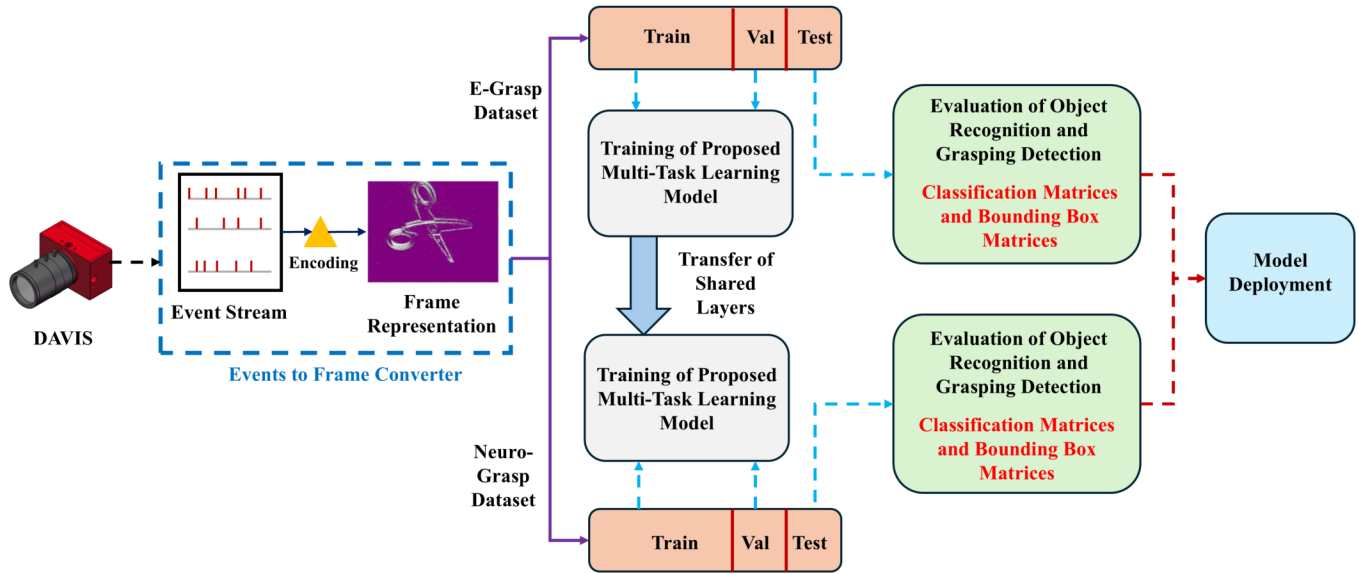 DAVIS
Event Stream
Encoding
Frame
Representation
Events to Frame Converter
E-Grasp
Dataset
Neuro-
Grasp
Dataset
Train Val Test
Training of Proposed
Multi-Task Learning
Model
Transfer of
Shared
Layers
Training of Proposed
Multi-Task Learning
Model
Train Val Test
Evaluation of Object
Recognition and
Grasping Detection
Classification Matrices
and Bounding Box
Matrices
Evaluation of Object
Recognition and
Grasping Detection
Classification Matrices
and Bounding Box
Matrices
Model
Deployment